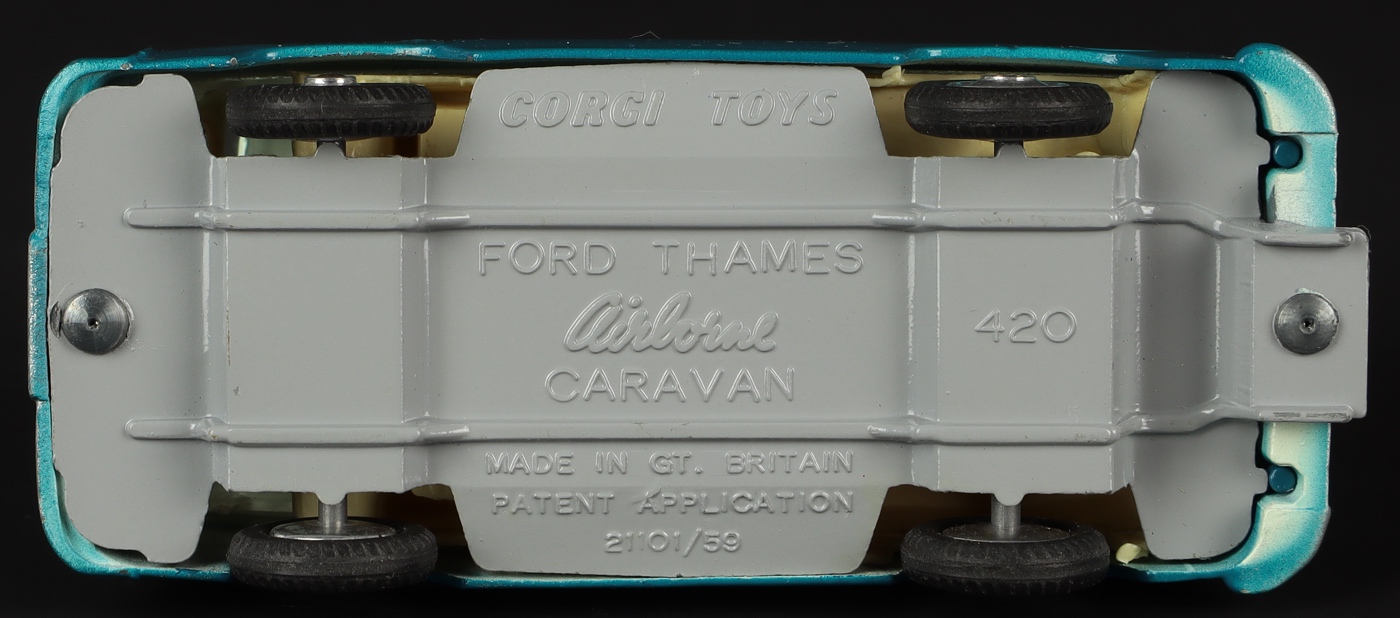 CORGI TOYS
FORD THAMES
Airborne
CARAVAN
420
MADE IN GT. BRITAIN
PATENT APPLICATION
21101/59